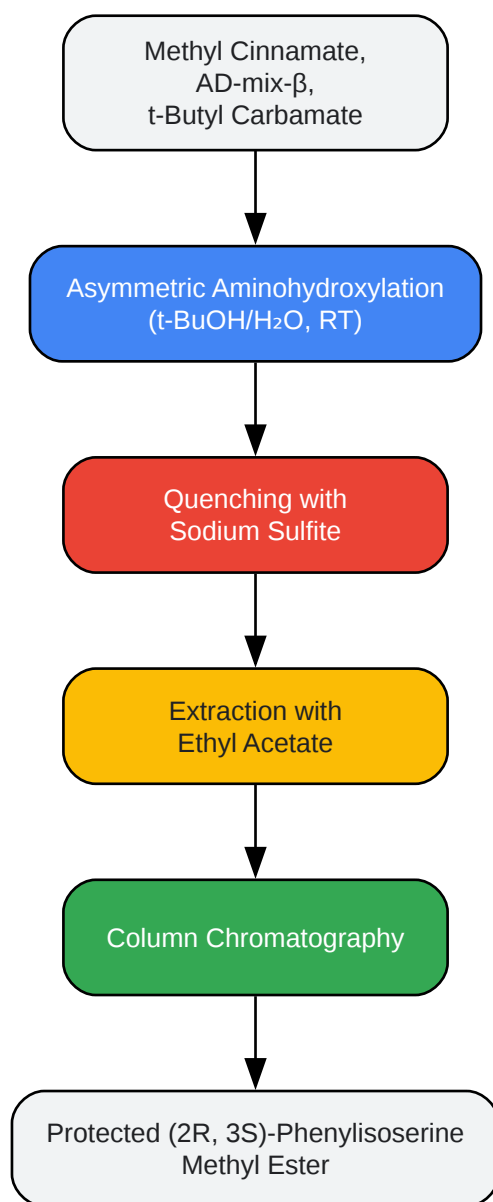 Methyl Cinnamate,
AD-mix-β,
t-Butyl Carbamate
Asymmetric Aminohydroxylation
(t-BuOH/H₂O, RT)
Quenching with
Sodium Sulfite
Extraction with
Ethyl Acetate
Column Chromatography
Protected (2R, 3S)-Phenylisoserine
Methyl Ester